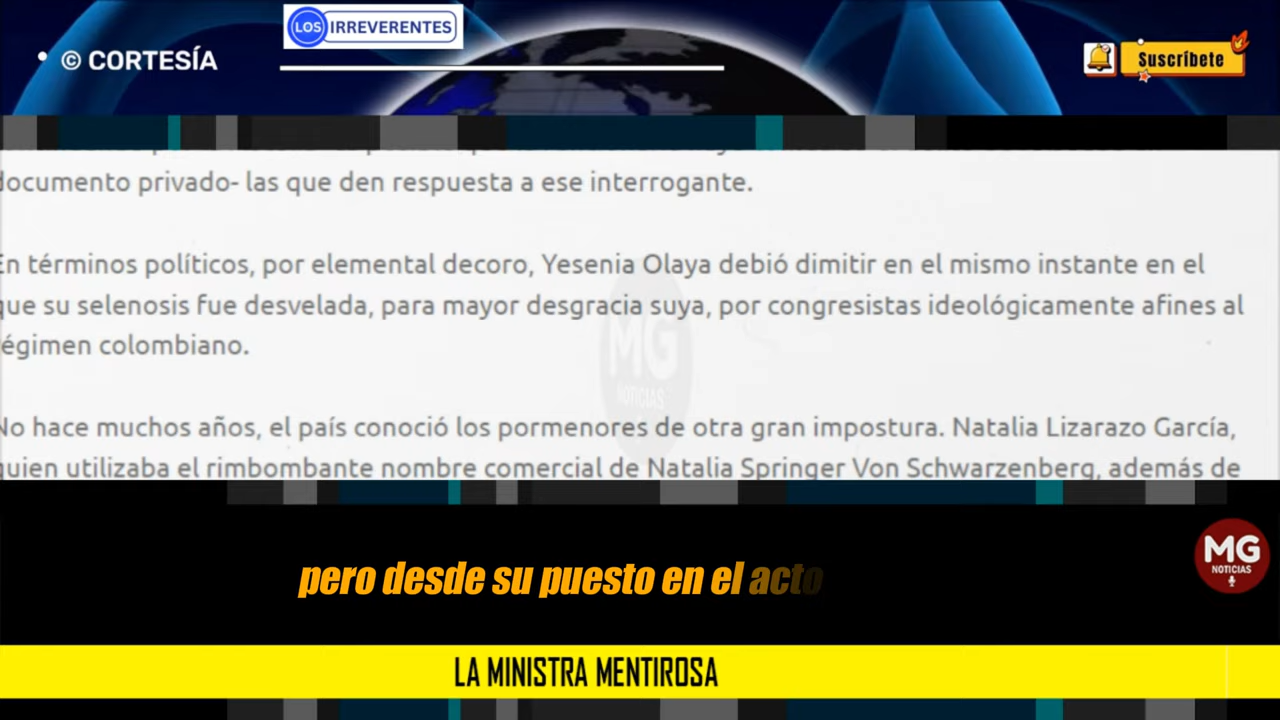 LOS IRREVERENTES
© CORTESÍA
Suscríbete
documento privado- las que den respuesta a ese interrogante.
En términos políticos, por elemental decoro, Yesenia Olaya debió dimitir en el mismo instante en el
que su selenosis fue desvelada, para mayor desgracia suya, por congresistas ideológicamente afines al
régimen colombiano.
No hace muchos años, el país conoció los pormenores de otra gran impostura. Natalia Lizarazo García,
quien utilizaba el rimbombante nombre comercial de Natalia Springer Von Schwarzenberg, además de
MG
NOTICIAS
pero desde su puesto en el acto
MG
NOTICIAS
LA MINISTRA MENTIROSA